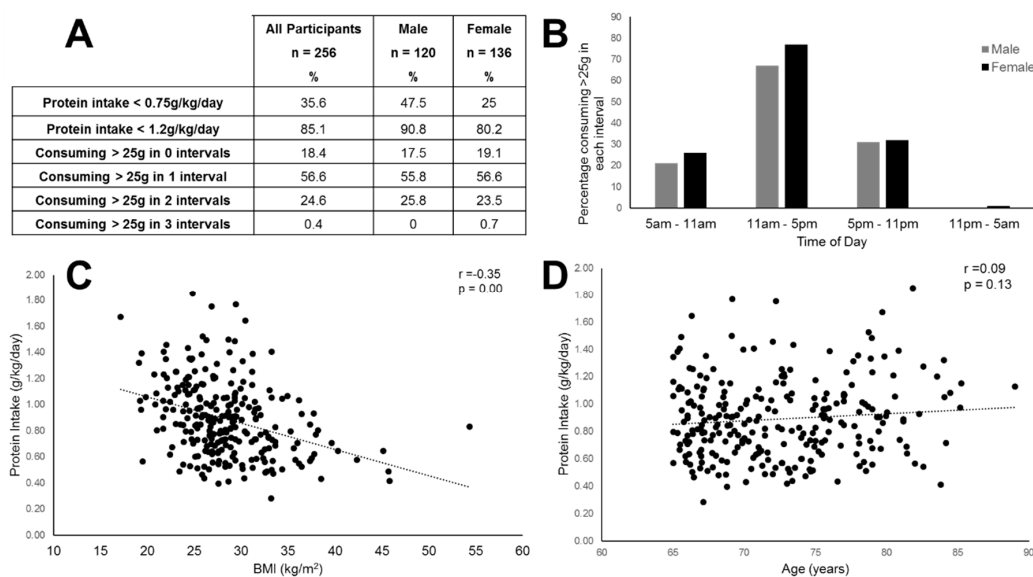 A
All Participants Male Female
n = 256 n = 120 n = 136
% % %
Protein intake < 0.75g/kg/day 35.6 47.5 25
Protein intake < 1.2g/kg/day 85.1 90.8 80.2
Consuming > 25g in 0 intervals 18.4 17.5 19.1
Consuming > 25g in 1 interval 56.6 55.8 56.6
Consuming > 25g in 2 intervals 24.6 25.8 23.5
Consuming > 25g in 3 intervals 0.4 0 0.7
B
Percentage consuming >25g in
each interval
90
80
70
60
50
40
30
20
10
0
Male
Female
5am - 11am 11am - 5pm 5pm - 11pm 11pm - 5am
Time of Day
C
r =-0.35
p = 0.00
Protein Intake (g/kg/day)
2.00
1.80
1.60
1.40
1.20
1.00
0.80
0.60
0.40
0.20
0.00
10 20 30 40 50 60
BMI (kg/m²)
D
r =0.09
p = 0.13
Protein Intake (g/kg/day)
2.00
1.80
1.60
1.40
1.20
1.00
0.80
0.60
0.40
0.20
0.00
60 65 70 75 80 85 90
Age (years)